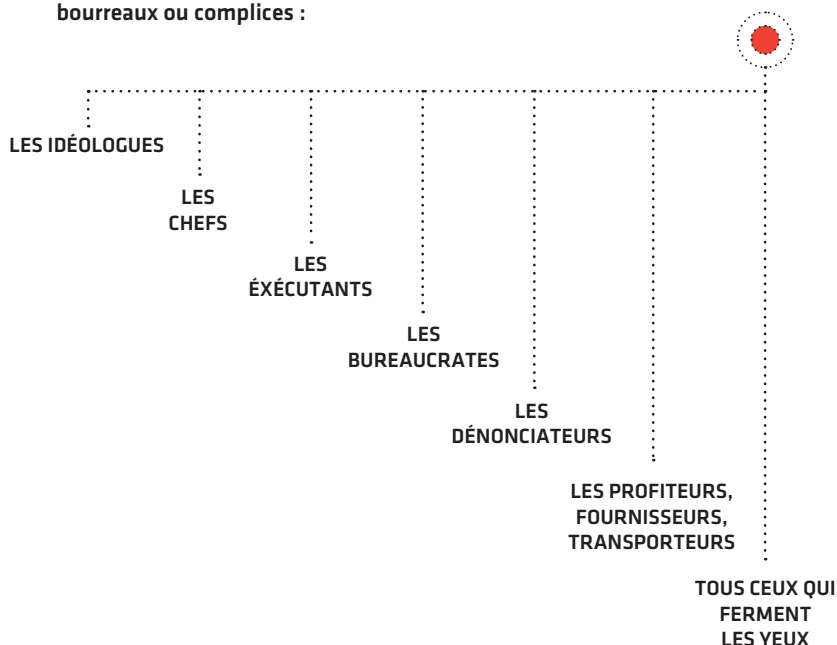 bourreaux ou complices :
LES IDÉOLOGUES
LES
CHEFS
LES
ÉXÉCUTANTS
LES
BUREAUCRATES
LES
DÉNONCIATEURS
LES PROFITEURS,
FOURNISSEURS,
TRANSPORTEURS
TOUS CEUX QUI
FERMENT
LES YEUX